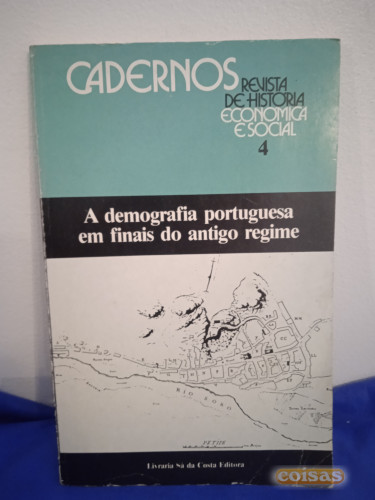 CADERNOS
REVISTA
DE HISTÓRIA
ECONÓMICA
E SOCIAL
4
A demografia portuguesa
em finais do antigo regime
RIO
Livraria Sá da Costa Editora
coisas